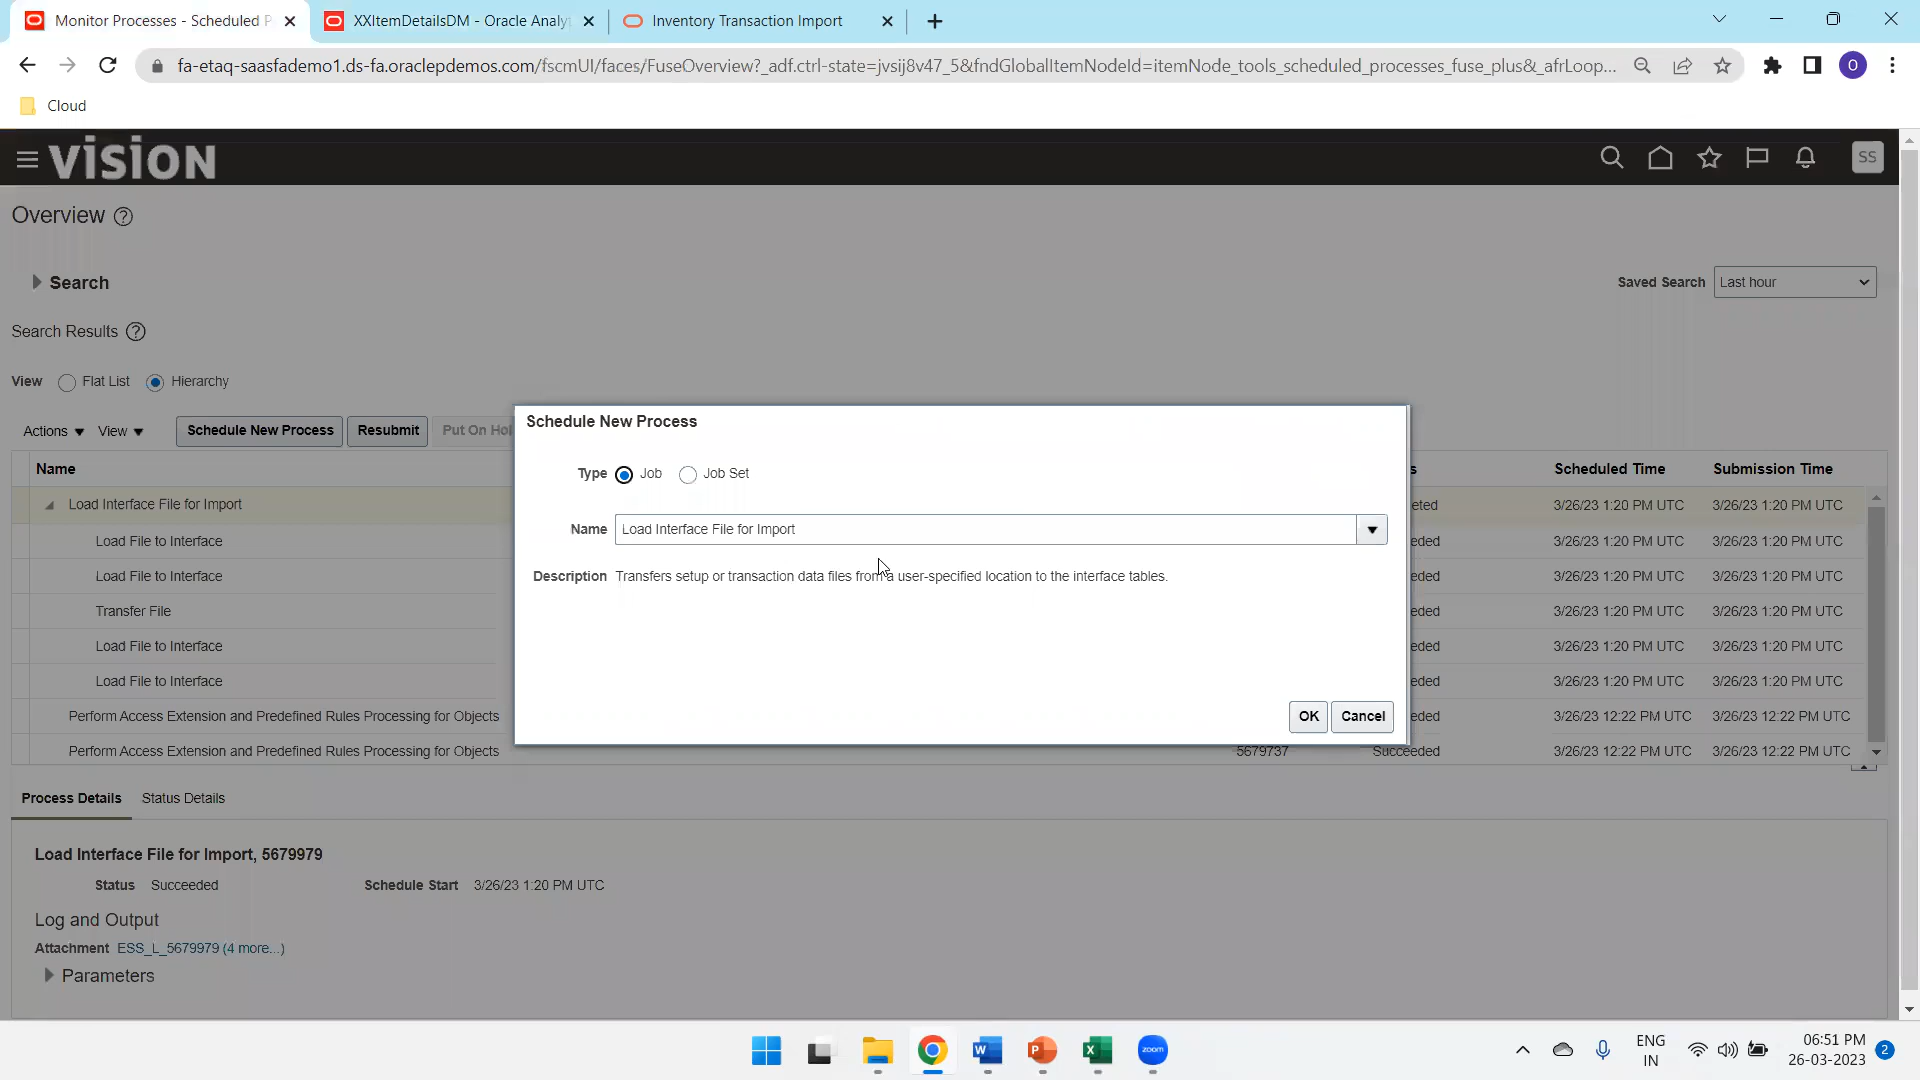 Monitor Processes - Scheduled P
XXItemDetailsDM - Oracle Analyt
Inventory Transaction Import
fa-etaq-saasfademo1.ds-fa.oraclepdemos.com/fscmUI/faces/FuseOverview?_adf.ctrl-state=jvsij8v47_5&fndGlobalItemNodeId=itemNode_tools_scheduled_processes_fuse_plus&_afrLoop...
O
Cloud
VISION
SS
Overview
Search
Saved Search Last hour
Search Results
View Flat List Hierarchy
Actions View Schedule New Process Resubmit Put On Hol
Name Scheduled Time Submission Time
Load Interface File for Import eted 3/26/23 1:20 PM UTC 3/26/23 1:20 PM UTC
Load File to Interface eded 3/26/23 1:20 PM UTC 3/26/23 1:20 PM UTC
Load File to Interface eded 3/26/23 1:20 PM UTC 3/26/23 1:20 PM UTC
Transfer File eded 3/26/23 1:20 PM UTC 3/26/23 1:20 PM UTC
Load File to Interface eded 3/26/23 1:20 PM UTC 3/26/23 1:20 PM UTC
Load File to Interface eded 3/26/23 1:20 PM UTC 3/26/23 1:20 PM UTC
Perform Access Extension and Predefined Rules Processing for Objects eded 3/26/23 12:22 PM UTC 3/26/23 12:22 PM UTC
Perform Access Extension and Predefined Rules Processing for Objects 5679737 Succeeded 3/26/23 12:22 PM UTC 3/26/23 12:22 PM UTC
Schedule New Process
Type Job Job Set
Name Load Interface File for Import
Description Transfers setup or transaction data files from a user-specified location to the interface tables.
OK Cancel
Process Details Status Details
Load Interface File for Import, 5679979
Status Succeeded Schedule Start 3/26/23 1:20 PM UTC
Log and Output
Attachment ESS_L_5679979 (4 more...)
Parameters
zoom
ENG
IN
06:51 PM
26-03-2023
2